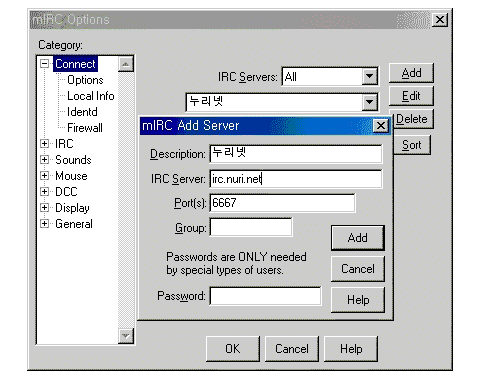 mIRC Options
Category:
Connect
Options
Local Info
Identd
Firewall
IRC
Sounds
Mouse
DCC
Display
General
IRC Servers: All
누리넷
Add
Edit
Delete
Sort
mIRC Add Server
Description: 누리넷
IRC Server: irc.nuri.net
Port(s): 6667
Group:
Passwords are ONLY needed
by special types of users.
Password:
Add
Cancel
Help
OK
Cancel
Help